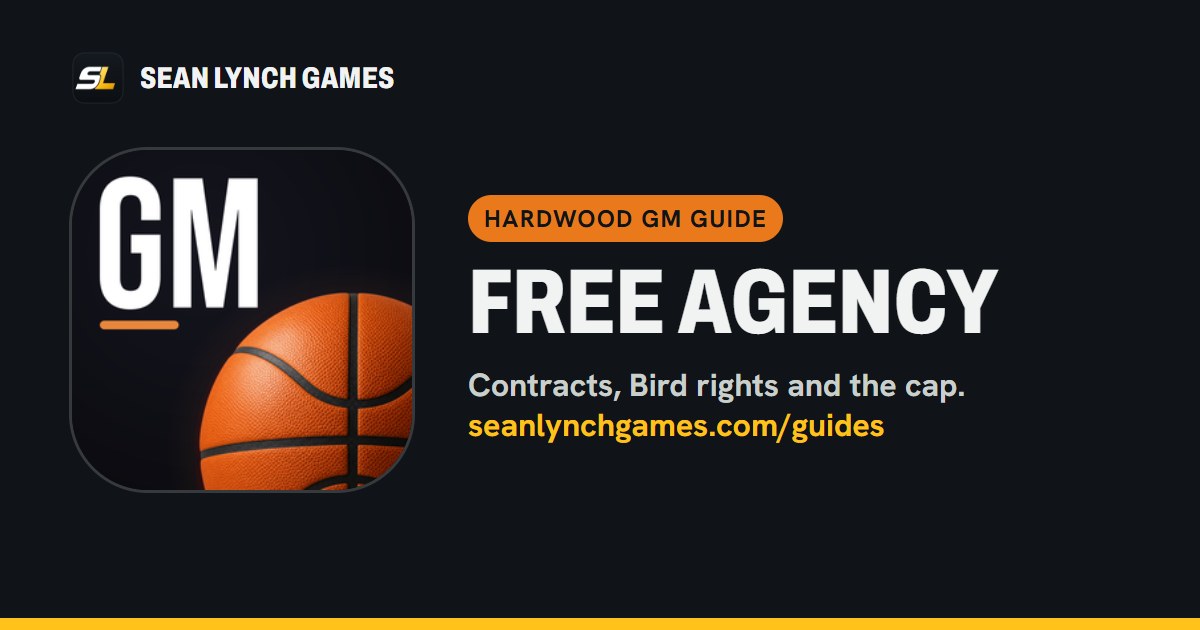 SL
SEAN LYNCH GAMES
GM
HARDWOOD GM GUIDE
FREE AGENCY
Contracts, Bird rights and the cap.
seanlynchgames.com/guides